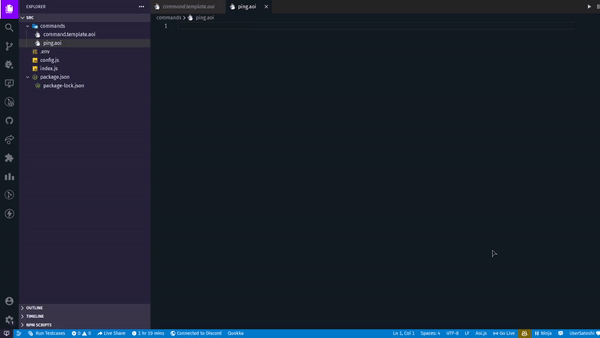 EXPLORER
command.template.aoi
ping.aoi
SRC
commands
command.template.aoi
ping.aoi
.env
config.js
index.js
package.json
package-lock.json
commands
ping.aoi
1
OUTLINE
TIMELINE
NPM SCRIPTS
Run Testcases
0
0
Live Share
1 hr 19 mins
Connected to Discord
Quokka
Ln 1, Col 1
Spaces: 4
UTF-8
LF
Aoi.js
Go Live
Ninja
UberSatoshi